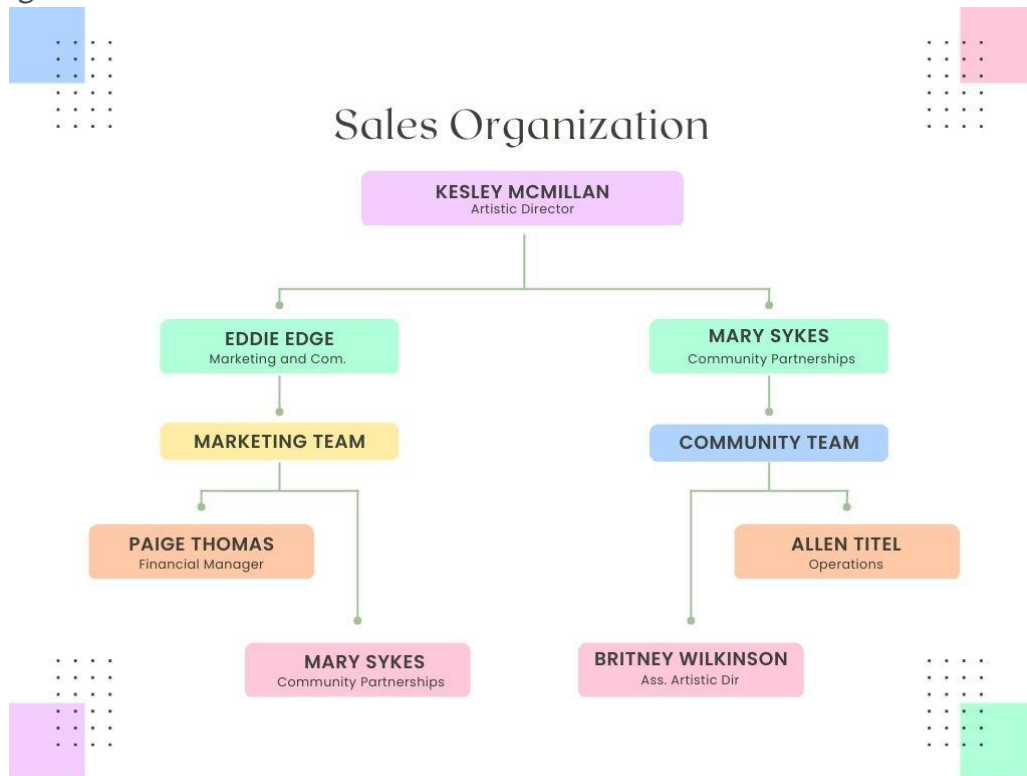 Sales Organization
KESLEY MCMILLAN
Artistic Director
EDDIE EDGE
Marketing and Com.
MARY SYKES
Community Partnerships
MARKETING TEAM
COMMUNITY TEAM
PAIGE THOMAS
Financial Manager
ALLEN TITEL
Operations
MARY SYKES
Community Partnerships
BRITNEY WILKINSON
Ass. Artistic Dir